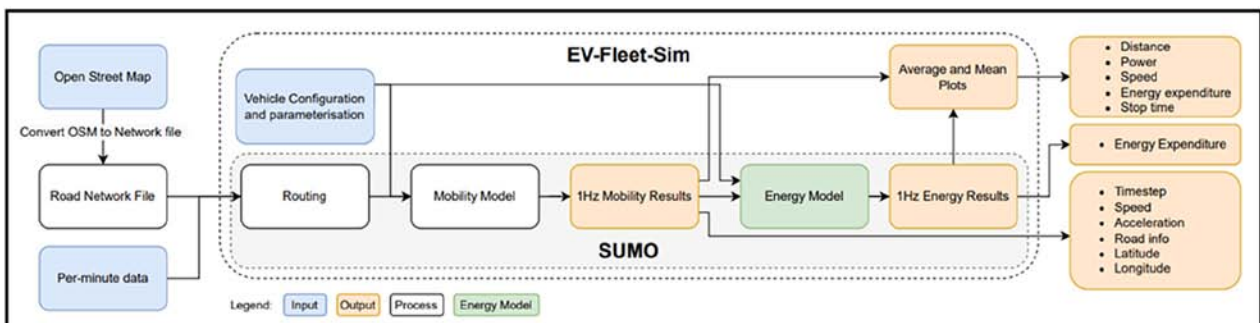 EV-Fleet-Sim
Open Street Map
Convert OSM to Network file
Road Network File
Per-minute data
Vehicle Configuration
and parameterisation
Routing
Mobility Model
1Hz Mobility Results
Energy Model
1Hz Energy Results
SUMO
Average and Mean
Plots
• Distance
• Power
• Speed
• Energy expenditure
• Stop time
• Energy Expenditure
• Timestep
• Speed
• Acceleration
• Road info
• Latitude
• Longitude
Legend: Input Output Process Energy Model